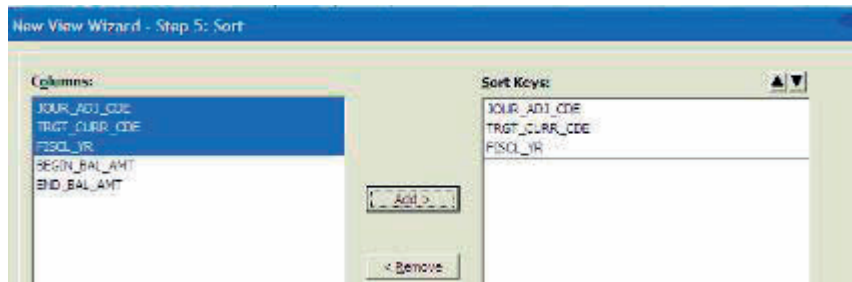 New View Wizard - Step 5: Sort
Columns:
JOUR_ADJ_CDE
TRGT_CURR_CDE
FISCL_YR
BEGIN_BAL_AMT
END_BAL_AMT
Add >
< Remove
Sort Keys:
JOUR_ADJ_CDE
TRGT_CURR_CDE
FISCL_YR